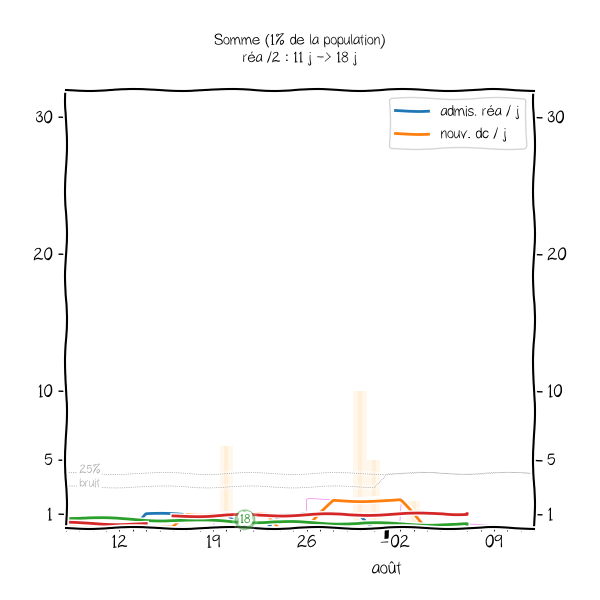 Somme (1% de la population)
réa /2 : 11 j -> 18 j
admis. réa / j
nouv. dc / j
30
30
20
20
10
10
5
5
25%
bruit
1
1
18
12
19
26
02
09
août